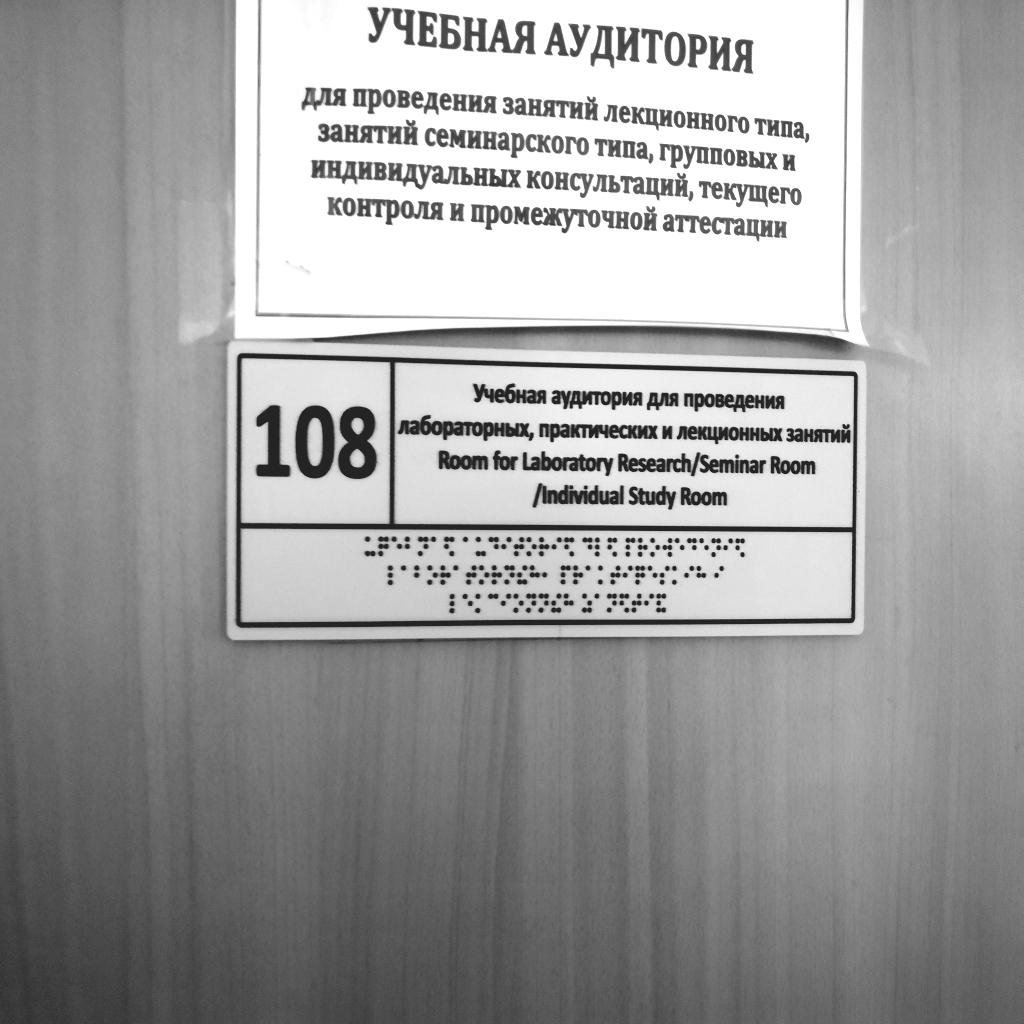 УЧЕБНАЯ АУДИТОРИЯ
для проведения занятий лекционного типа,
занятий семинарского типа, групповых и
индивидуальных консультаций, текущего
контроля и промежуточной аттестации
108
Учебная аудитория для проведения
лабораторных, практических и лекционных занятий
Room for Laboratory Research/Seminar Room
/Individual Study Room